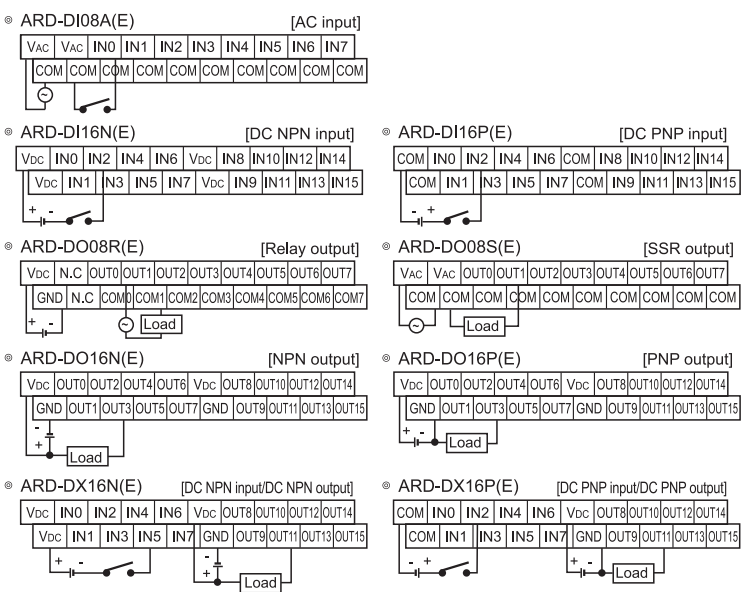 ◎ ARD-DI08A(E) [AC input]
VAC VAC IN0 IN1 IN2 IN3 IN4 IN5 IN6 IN7
COM COM COM COM COM COM COM COM COM COM
~
◎ ARD-DI16N(E) [DC NPN input]
VDC IN0 IN2 IN4 IN6 VDC IN8 IN10 IN12 IN14
VDC IN1 IN3 IN5 IN7 VDC IN9 IN11 IN13 IN15
+ -
◎ ARD-DI16P(E) [DC PNP input]
COM IN0 IN2 IN4 IN6 COM IN8 IN10 IN12 IN14
COM IN1 IN3 IN5 IN7 COM IN9 IN11 IN13 IN15
- +
◎ ARD-DO08R(E) [Relay output]
VDC N.C OUT0 OUT1 OUT2 OUT3 OUT4 OUT5 OUT6 OUT7
GND N.C COM0 COM1 COM2 COM3 COM4 COM5 COM6 COM7
+ - ~ Load
◎ ARD-DO08S(E) [SSR output]
VAC VAC OUT0 OUT1 OUT2 OUT3 OUT4 OUT5 OUT6 OUT7
COM COM COM COM COM COM COM COM COM
~ Load
◎ ARD-DO16N(E) [NPN output]
VDC OUT0 OUT2 OUT4 OUT6 VDC OUT8 OUT10 OUT12 OUT14
GND OUT1 OUT3 OUT5 OUT7 GND OUT9 OUT11 OUT13 OUT15
-
+
Load
◎ ARD-DO16P(E) [PNP output]
VDC OUT0 OUT2 OUT4 OUT6 VDC OUT8 OUT10 OUT12 OUT14
GND OUT1 OUT3 OUT5 OUT7 GND OUT9 OUT11 OUT13 OUT15
+ - Load
◎ ARD-DX16N(E) [DC NPN input/DC NPN output]
VDC IN0 IN2 IN4 IN6 VDC OUT8 OUT10 OUT12 OUT14
VDC IN1 IN3 IN5 IN7 GND OUT9 OUT11 OUT13 OUT15
+ - -
+
Load
◎ ARD-DX16P(E) [DC PNP input/DC PNP output]
COM IN0 IN2 IN4 IN6 VDC OUT8 OUT10 OUT12 OUT14
COM IN1 IN3 IN5 IN7 GND OUT9 OUT11 OUT13 OUT15
- + + - Load